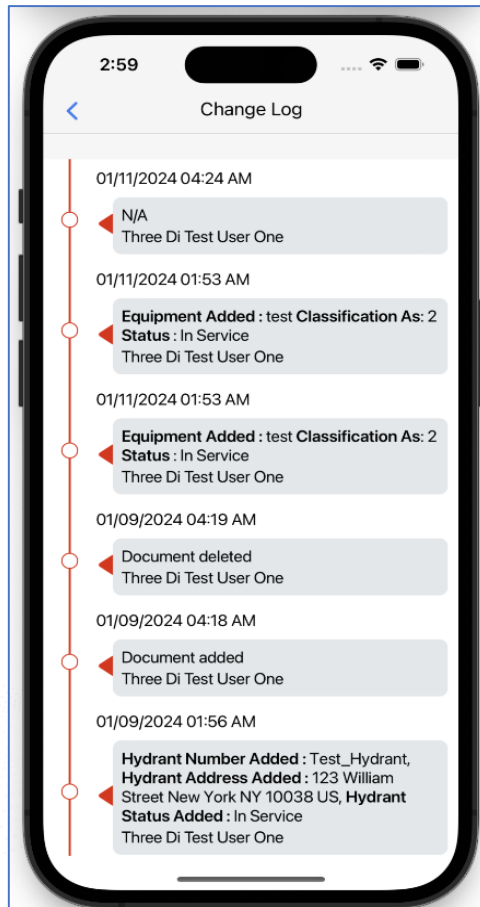 2:59
Change Log
01/11/2024 04:24 AM
N/A
Three Di Test User One
01/11/2024 01:53 AM
Equipment Added : test Classification As: 2
Status : In Service
Three Di Test User One
01/11/2024 01:53 AM
Equipment Added : test Classification As: 2
Status : In Service
Three Di Test User One
01/09/2024 04:19 AM
Document deleted
Three Di Test User One
01/09/2024 04:18 AM
Document added
Three Di Test User One
01/09/2024 01:56 AM
Hydrant Number Added : Test_Hydrant,
Hydrant Address Added : 123 William
Street New York NY 10038 US, Hydrant
Status Added : In Service
Three Di Test User One